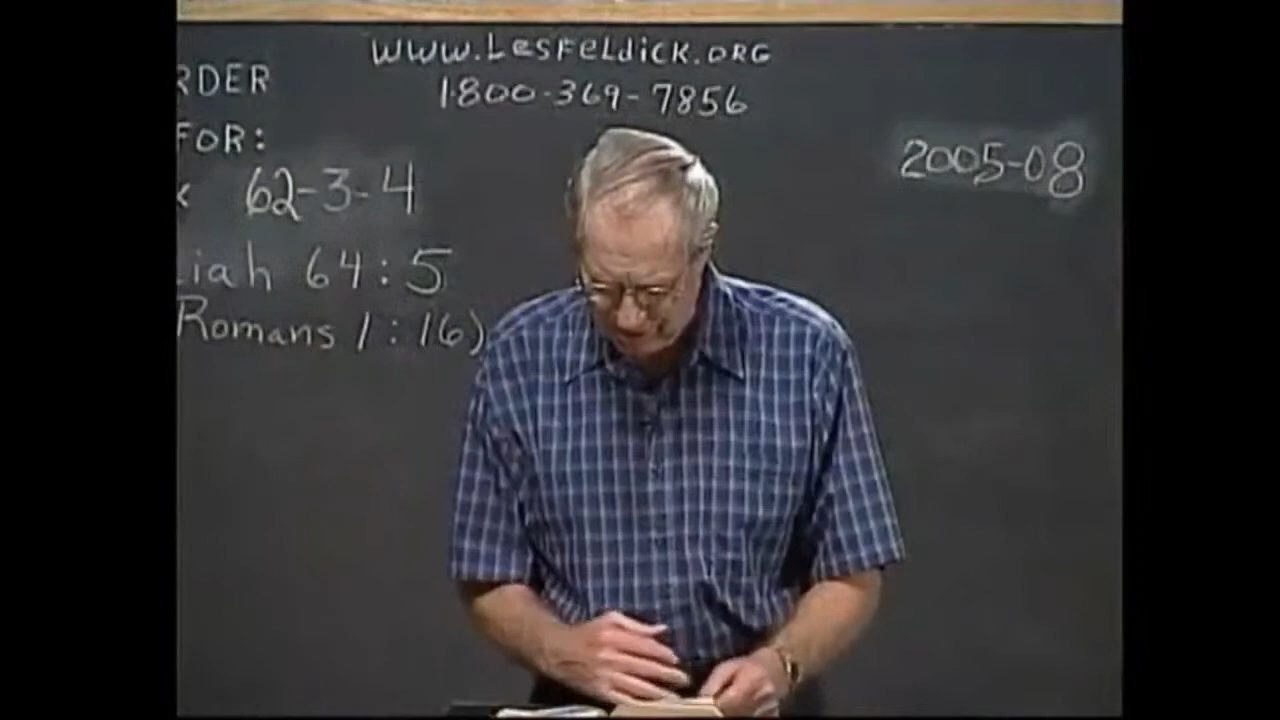 www.LesFeldick.org
1-800-369-7856
RDER
FOR:
2005-08
K 62-3-4
iah 64:5
Romans 1:16)